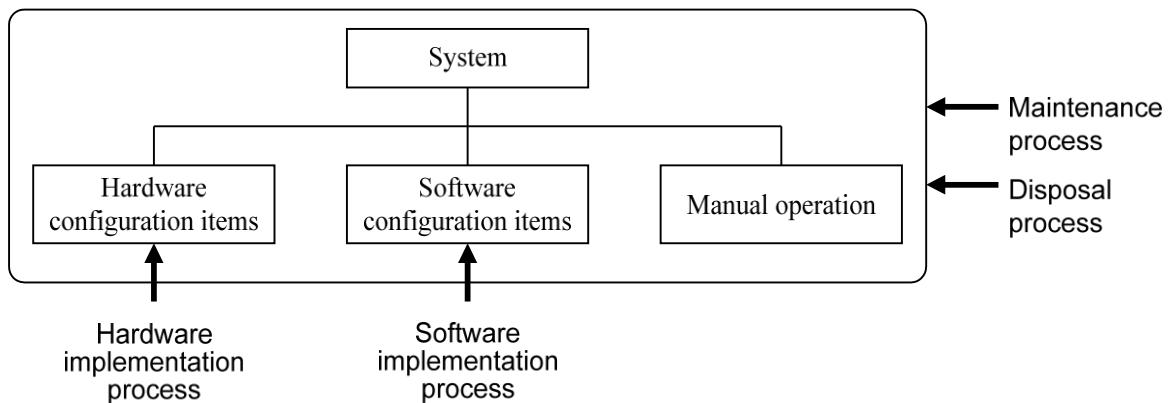 System
Maintenance
process
Hardware
configuration items
Software
configuration items
Manual operation
Disposal
process
Hardware
implementation
process
Software
implementation
process